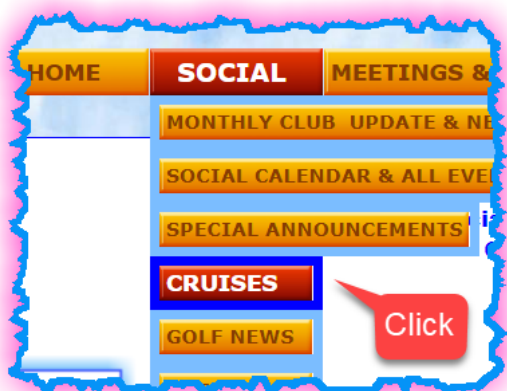 HOME SOCIAL MEETINGS &
MONTHLY CLUB UPDATE & NE
SOCIAL CALENDAR & ALL EVE
SPECIAL ANNOUNCEMENTS
CRUISES
Click
GOLF NEWS